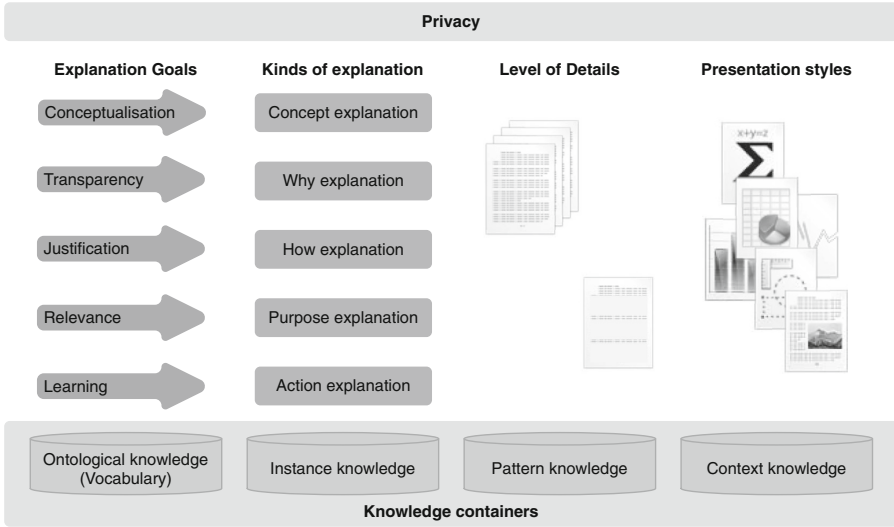 Privacy
Explanation Goals
Kinds of explanation
Level of Details
Presentation styles
Conceptualisation
Concept explanation
x+y=z
Σ
Transparency
Why explanation
Justification
How explanation
Relevance
Purpose explanation
Learning
Action explanation
Ontological knowledge
(Vocabulary)
Instance knowledge
Pattern knowledge
Context knowledge
Knowledge containers